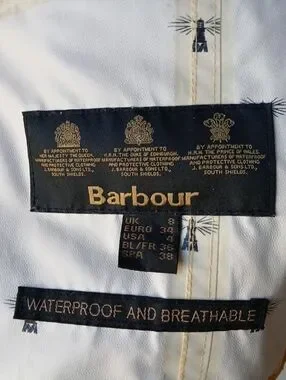 BY APPOINTMENT TO
HER MAJESTY THE QUEEN.
MANUFACTURERS OF WATERPROOF
AND PROTECTIVE CLOTHING
J. BARBOUR & SONS LTD.,
SOUTH SHIELDS.
BY APPOINTMENT TO
H.R.H. THE DUKE OF EDINBURGH.
MANUFACTURERS OF WATERPROOF
AND PROTECTIVE CLOTHING
J. BARBOUR & SONS LTD.,
SOUTH SHIELDS.
BY APPOINTMENT TO
H.R.H. THE PRINCE OF WALES.
MANUFACTURERS OF WATERPROOF
AND PROTECTIVE CLOTHING
J. BARBOUR & SONS LTD.,
SOUTH SHIELDS.
Barbour
UK 8
EURO 34
USA 4
BL/FR 36
SPA 38
WATERPROOF AND BREATHABLE